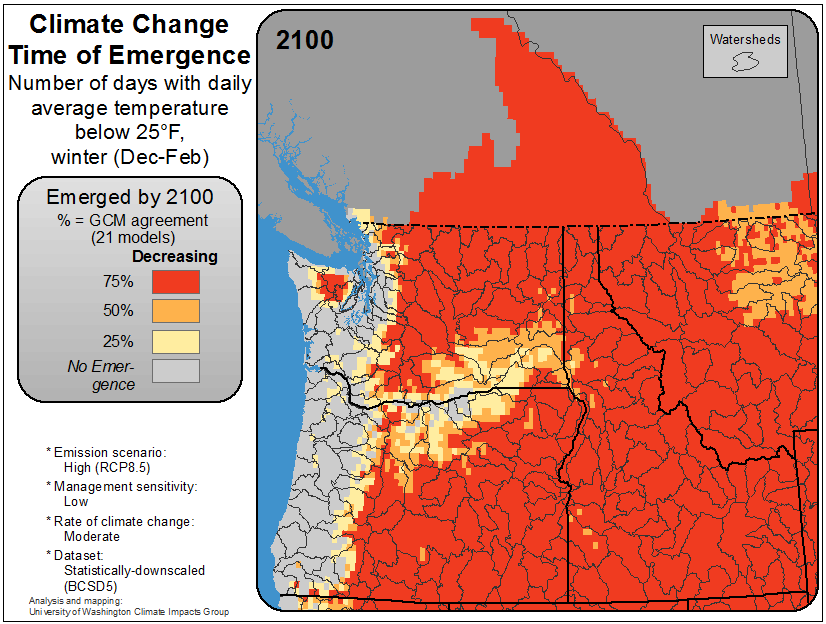 Climate Change
Time of Emergence
Number of days with daily
average temperature
below 25°F,
winter (Dec-Feb)
Emerged by 2100
% = GCM agreement
(21 models)
Decreasing
75%
50%
25%
No Emer-
gence
* Emission scenario:
High (RCP8.5)
* Management sensitivity:
Low
* Rate of climate change:
Moderate
* Dataset:
Statistically-downscaled
(BCSD5)
Analysis and mapping:
University of Washington Climate Impacts Group
2100
Watersheds